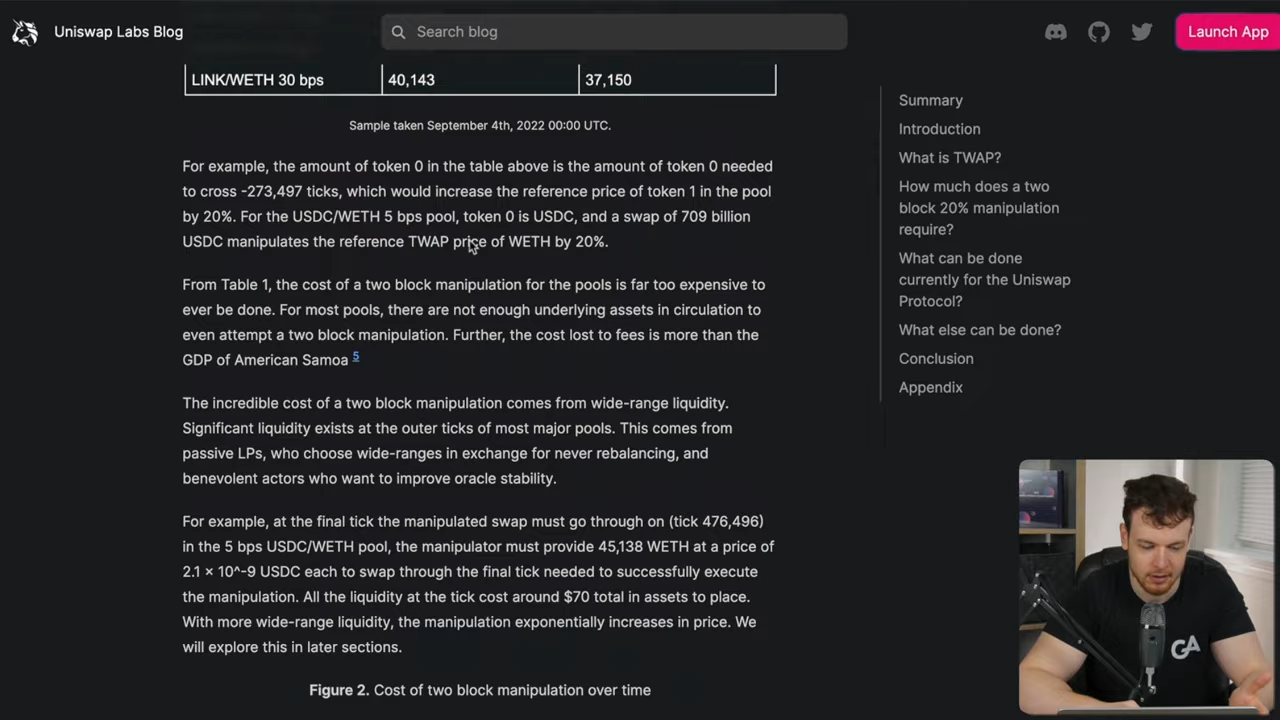 Uniswap Labs Blog
Search blog
Launch App
LINK/WETH 30 bps 40,143 37,150
Sample taken September 4th, 2022 00:00 UTC.
For example, the amount of token 0 in the table above is the amount of token 0 needed
to cross -273,497 ticks, which would increase the reference price of token 1 in the pool
by 20%. For the USDC/WETH 5 bps pool, token 0 is USDC, and a swap of 709 billion
USDC manipulates the reference TWAP price of WETH by 20%.
From Table 1, the cost of a two block manipulation for the pools is far too expensive to
ever be done. For most pools, there are not enough underlying assets in circulation to
even attempt a two block manipulation. Further, the cost lost to fees is more than the
GDP of American Samoa 5
The incredible cost of a two block manipulation comes from wide-range liquidity.
Significant liquidity exists at the outer ticks of most major pools. This comes from
passive LPs, who choose wide-ranges in exchange for never rebalancing, and
benevolent actors who want to improve oracle stability.
For example, at the final tick the manipulated swap must go through on (tick 476,496)
in the 5 bps USDC/WETH pool, the manipulator must provide 45,138 WETH at a price of
2.1 × 10^-9 USDC each to swap through the final tick needed to successfully execute
the manipulation. All the liquidity at the tick cost around $70 total in assets to place.
With more wide-range liquidity, the manipulation exponentially increases in price. We
will explore this in later sections.
Figure 2. Cost of two block manipulation over time
Summary
Introduction
What is TWAP?
How much does a two
block 20% manipulation
require?
What can be done
currently for the Uniswap
Protocol?
What else can be done?
Conclusion
Appendix
GA